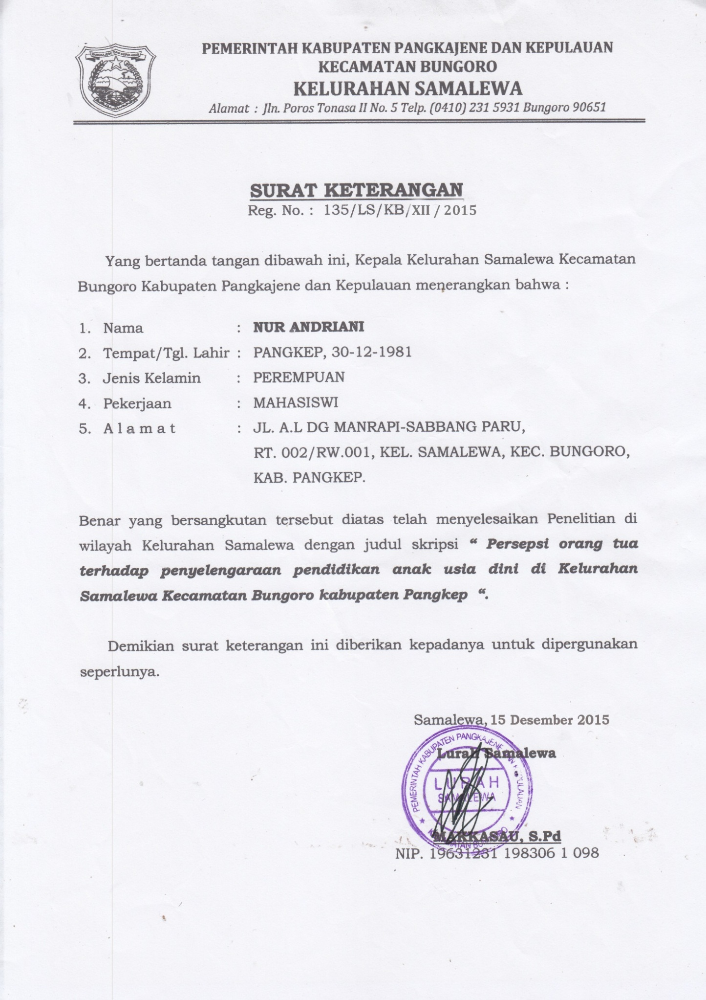 PANGKAJENE DAN KEPULAUAN
PEMERINTAH KABUPATEN PANGKAJENE DAN KEPULAUAN
KECAMATAN BUNGORO
KELURAHAN SAMALEWA
Alamat : Jln. Poros Tonasa II No. 5 Telp. (0410) 231 5931 Bungoro 90651
SURAT KETERANGAN
Reg. No. : 135/LS/KB/XII / 2015
Yang bertanda tangan dibawah ini, Kepala Kelurahan Samalewa Kecamatan
Bungoro Kabupaten Pangkajene dan Kepulauan menerangkan bahwa :
1. Nama : NUR ANDRIANI
2. Tempat/Tgl. Lahir : PANGKEP, 30-12-1981
3. Jenis Kelamin : PEREMPUAN
4. Pekerjaan : MAHASISWI
5. A l a m a t : JL. A.L DG MANRAPI-SABBANG PARU,
RT. 002/RW.001, KEL. SAMALEWA, KEC. BUNGORO,
KAB. PANGKEP.
Benar yang bersangkutan tersebut diatas telah menyelesaikan Penelitian di
wilayah Kelurahan Samalewa dengan judul skripsi “ Persepsi orang tua
terhadap penyelengaraan pendidikan anak usia dini di Kelurahan
Samalewa Kecamatan Bungoro kabupaten Pangkep “.
Demikian surat keterangan ini diberikan kepadanya untuk dipergunakan
seperlunya.
Samalewa, 15 Desember 2015
Lurah Samalewa
PEMERINTAH KABUPATEN PANGKAJENE DAN KEPULAUAN
LURAH
SAMALEWA
KECAMATAN BUNGORO
MAKKASAU, S.Pd
NIP. 19631231 198306 1 098